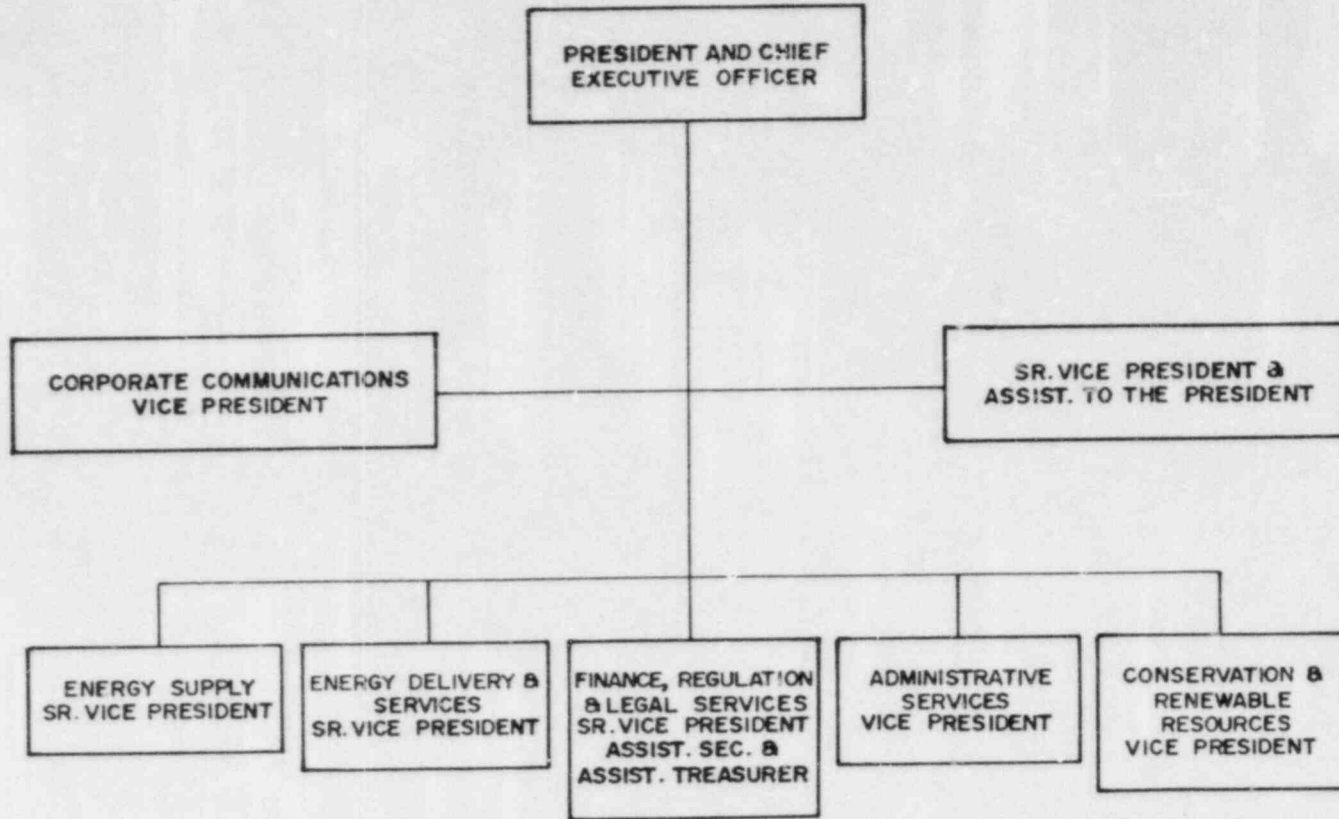 PRESIDENT AND CHIEF
EXECUTIVE OFFICER
CORPORATE COMMUNICATIONS
VICE PRESIDENT
SR. VICE PRESIDENT &
ASSIST. TO THE PRESIDENT
ENERGY SUPPLY
SR. VICE PRESIDENT
ENERGY DELIVERY &
SERVICES
SR. VICE PRESIDENT
FINANCE, REGULATION
& LEGAL SERVICES
SR. VICE PRESIDENT
ASSIST. SEC. &
ASSIST. TREASURER
ADMINISTRATIVE
SERVICES
VICE PRESIDENT
CONSERVATION &
RENEWABLE
RESOURCES
VICE PRESIDENT